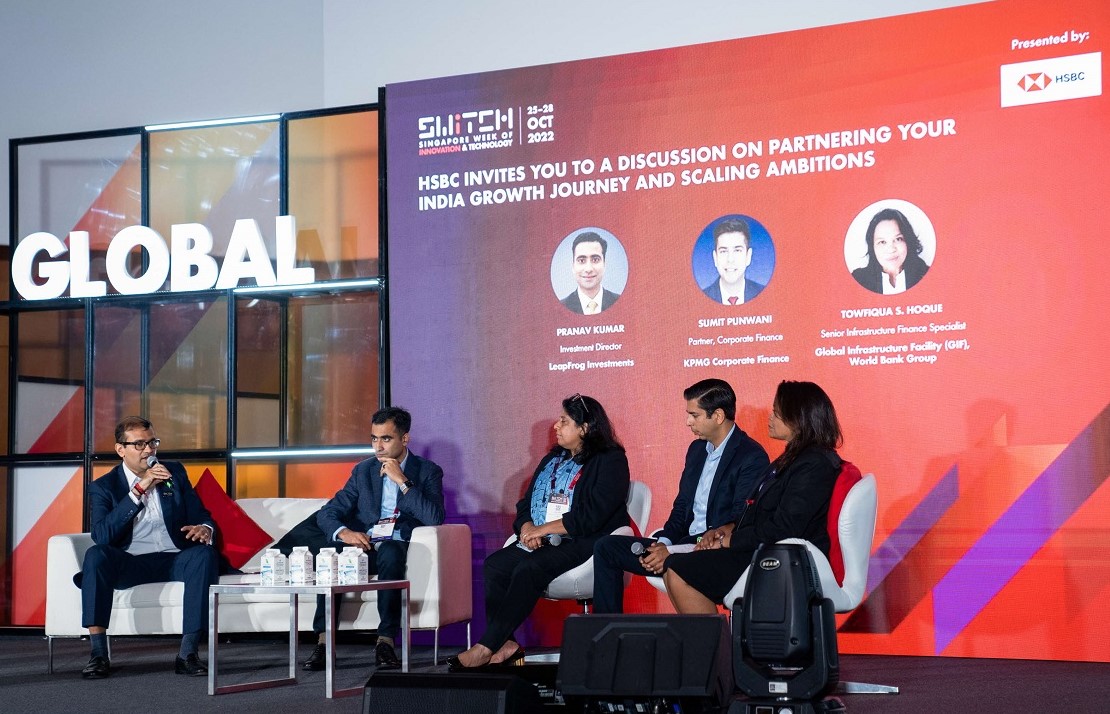 GLOBAL
SWiTCH
SINGAPORE WEEK OF
INNOVATION & TECHNOLOGY
25–28
OCT
2022
Presented by:
HSBC
HSBC INVITES YOU TO A DISCUSSION ON PARTNERING YOUR
INDIA GROWTH JOURNEY AND SCALING AMBITIONS
PRANAV KUMAR
Investment Director
LeapFrog Investments
SUMIT PUNWANI
Partner, Corporate Finance
KPMG Corporate Finance
TOWFIQUA S. HOQUE
Senior Infrastructure Finance Specialist
Global Infrastructure Facility (GIF),
World Bank Group